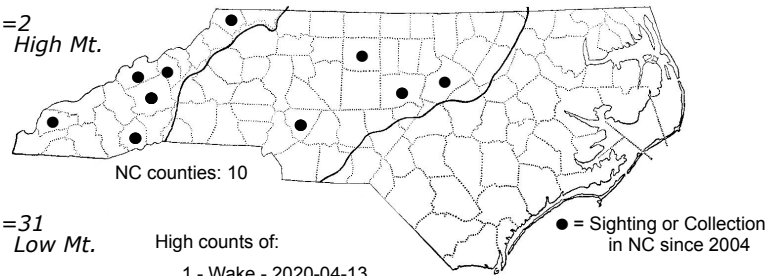 =2
High Mt.
NC counties: 10
=31
Low Mt.
High counts of:
1 - Wake - 2020-04-13
● = Sighting or Collection
in NC since 2004